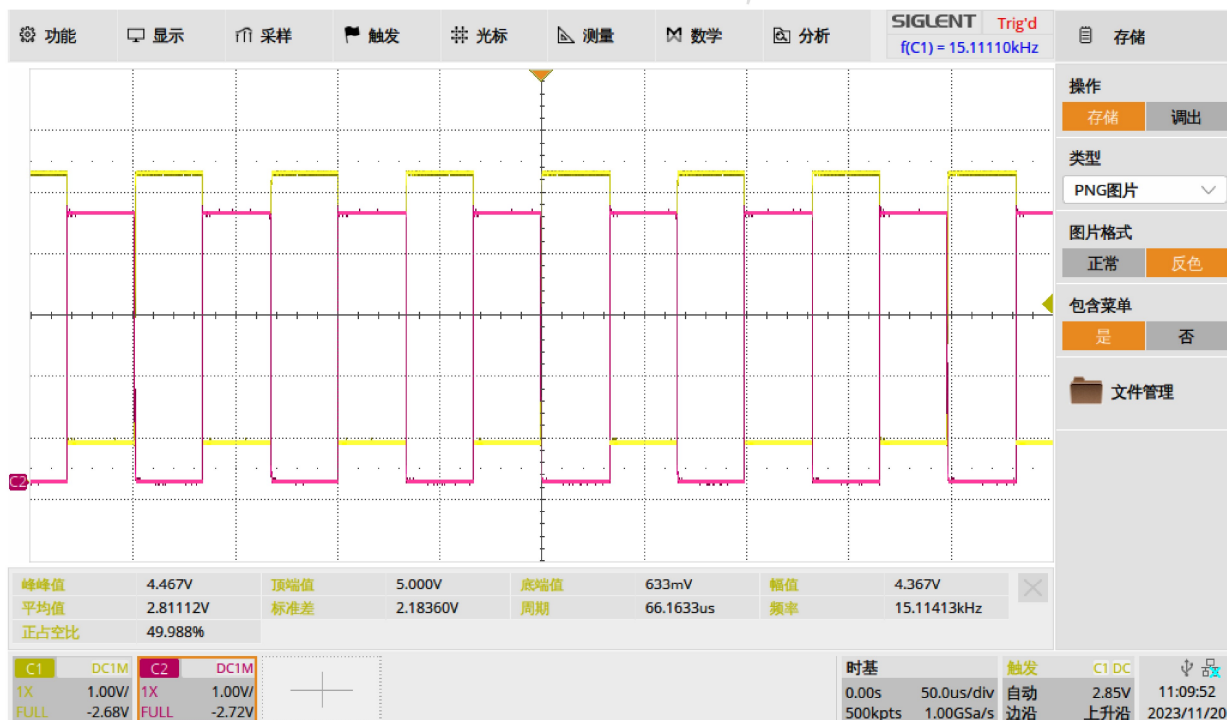 功能 显示 采样 触发 光标 测量 数学 分析 SIGLENT Trig'd 存储
f(C1) = 15.11110kHz
操作
存储 调出
类型
PNG图片
图片格式
正常 反色
包含菜单
是 否
文件管理
C2
峰峰值 4.467V 顶端值 5.000V 底端值 633mV 幅值 4.367V
平均值 2.81112V 标准差 2.18360V 周期 66.1633us 频率 15.11413kHz
正占空比 49.988%
C1 DC1M C2 DC1M 时基 触发 C1 DC
1X 1.00V/ 1X 1.00V/ 0.00s 50.0us/div 自动 2.85V 11:09:52
FULL -2.68V FULL -2.72V 500kpts 1.00GSa/s 边沿 上升沿 2023/11/20